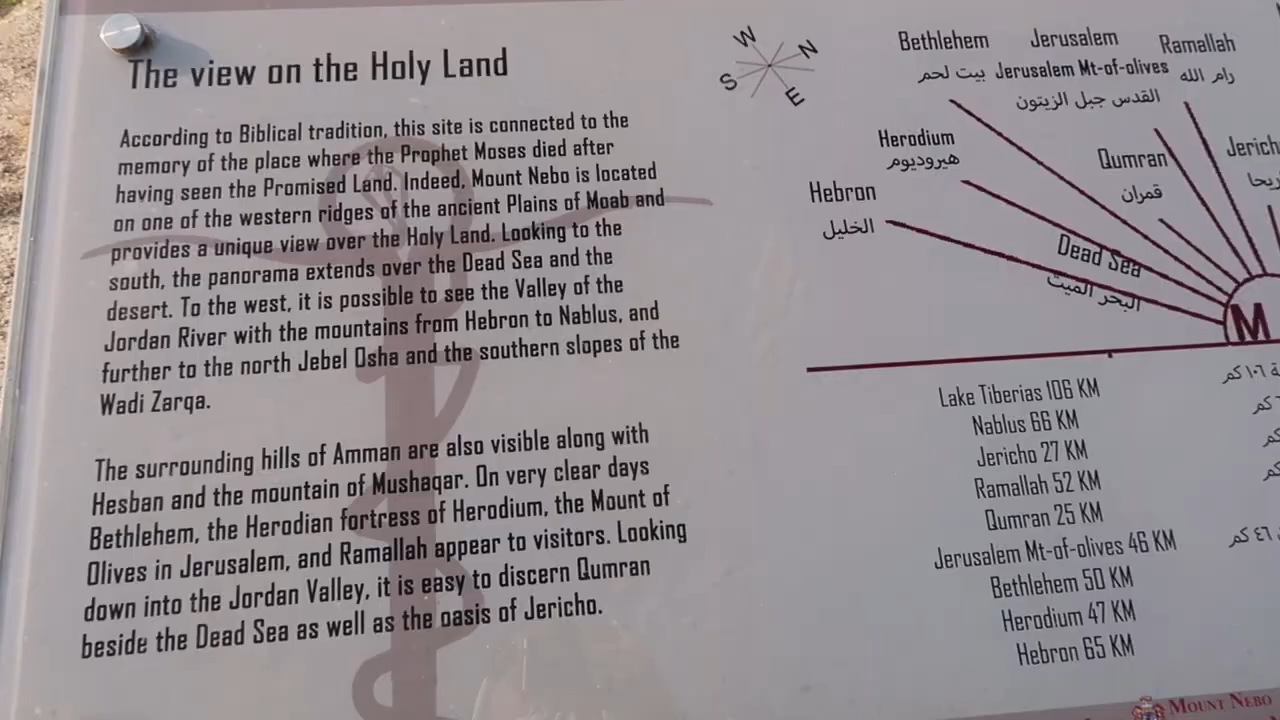 The view on the Holy Land
According to Biblical tradition, this site is connected to the
memory of the place where the Prophet Moses died after
having seen the Promised Land. Indeed, Mount Nebo is located
on one of the western ridges of the ancient Plains of Moab and
provides a unique view over the Holy Land. Looking to the
south, the panorama extends over the Dead Sea and the
desert. To the west, it is possible to see the Valley of the
Jordan River with the mountains from Hebron to Nablus, and
further to the north Jebel Osha and the southern slopes of the
Wadi Zarqa.
The surrounding hills of Amman are also visible along with
Hesban and the mountain of Mushaqar. On very clear days
Bethlehem, the Herodian fortress of Herodium, the Mount of
Olives in Jerusalem, and Ramallah appear to visitors. Looking
down into the Jordan Valley, it is easy to discern Qumran
beside the Dead Sea as well as the oasis of Jericho.
W N
S E
Bethlehem Jerusalem Ramallah
بيت لحم Jerusalem Mt-of-olives رام الله
القدس جبل الزيتون
Herodium
هيروديوم
Qumran
قمران
Jerich
ريحا
Hebron
الخليل
Dead Sea
البحر الميت
M
Lake Tiberias 106 KM
Nablus 66 KM
Jericho 27 KM
Ramallah 52 KM
Qumran 25 KM
Jerusalem Mt-of-olives 46 KM
Bethlehem 50 KM
Herodium 47 KM
Hebron 65 KM
ة ١٠٦ كم
كم
كم
كم
٤٦ كم
MOUNT NEBO